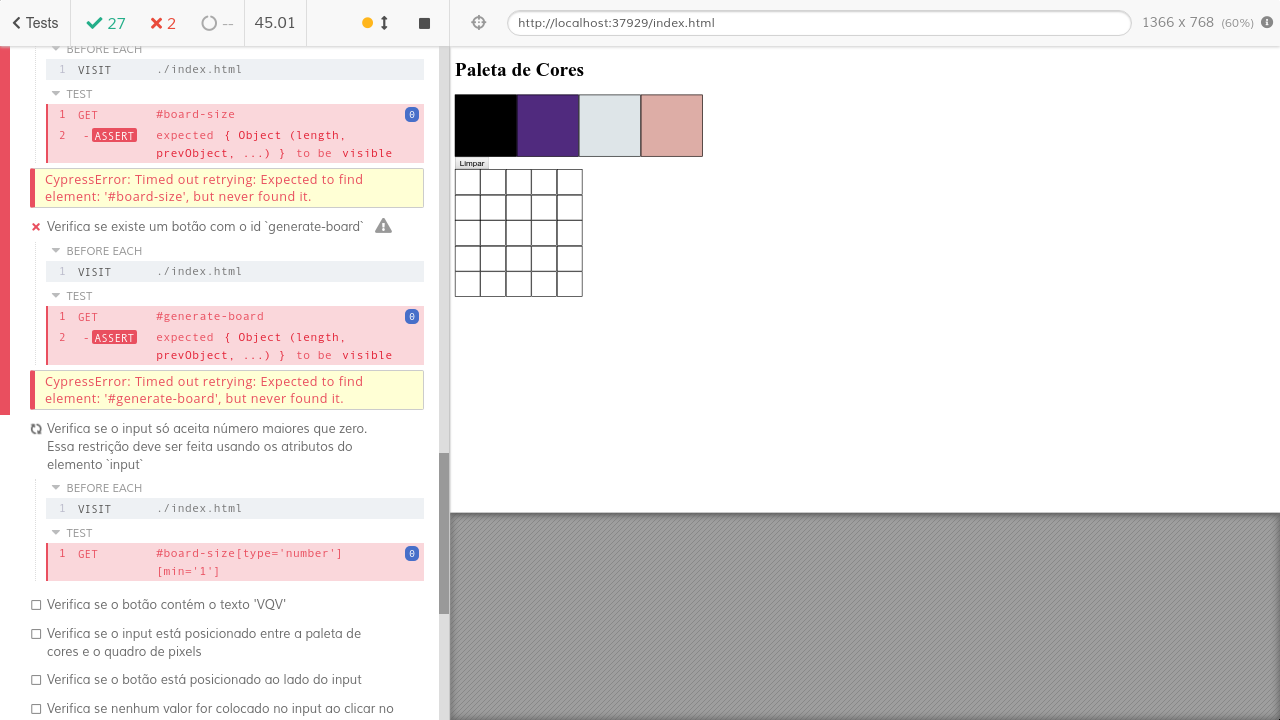 Tests
27
2
--
45.01
http://localhost:37929/index.html
1366 x 768 (60%)
BEFORE EACH
1 VISIT ./index.html
TEST
1 GET #board-size 0
2 -ASSERT expected { Object (length,
prevObject, ...) } to be visible
CypressError: Timed out retrying: Expected to find
element: '#board-size', but never found it.
Verifica se existe um botão com o id `generate-board`
BEFORE EACH
1 VISIT ./index.html
TEST
1 GET #generate-board 0
2 -ASSERT expected { Object (length,
prevObject, ...) } to be visible
CypressError: Timed out retrying: Expected to find
element: '#generate-board', but never found it.
Verifica se o input só aceita número maiores que zero.
Essa restrição deve ser feita usando os atributos do
elemento `input`
BEFORE EACH
1 VISIT ./index.html
TEST
1 GET #board-size[type='number'] 0
[min='1']
Verifica se o botão contém o texto 'VQV'
Verifica se o input está posicionado entre a paleta de
cores e o quadro de pixels
Verifica se o botão está posicionado ao lado do input
Verifica se nenhum valor for colocado no input ao clicar no
Paleta de Cores
Limpar